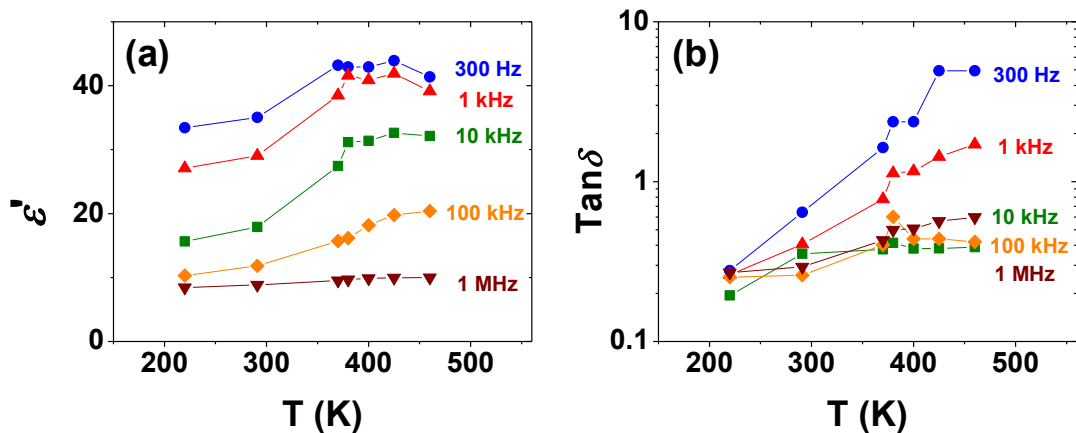 (a)
300 Hz
1 kHz
10 kHz
100 kHz
1 MHz
40
20
0
200 300 400 500
T (K)
ε'
(b)
300 Hz
1 kHz
10 kHz
100 kHz
1 MHz
10
1
0.1
200 300 400 500
T (K)
Tanδ